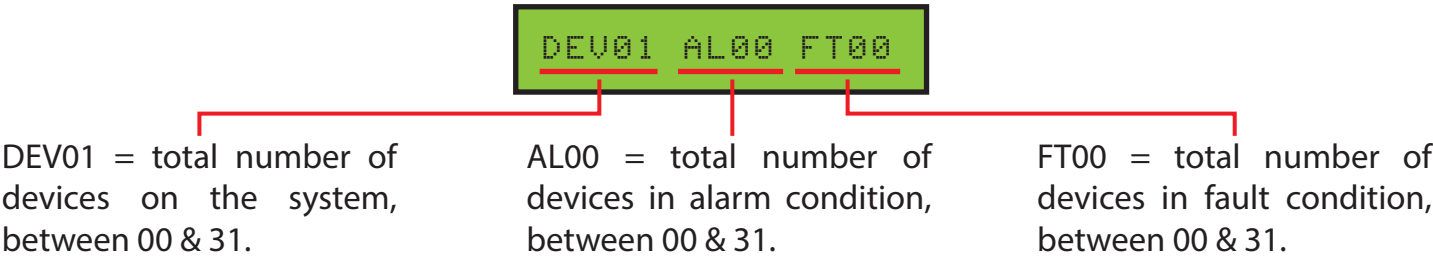 DEV01 AL00 FT00
DEV01 = total number of
devices on the system,
between 00 & 31.
AL00 = total number of
devices in alarm condition,
between 00 & 31.
FT00 = total number of
devices in fault condition,
between 00 & 31.